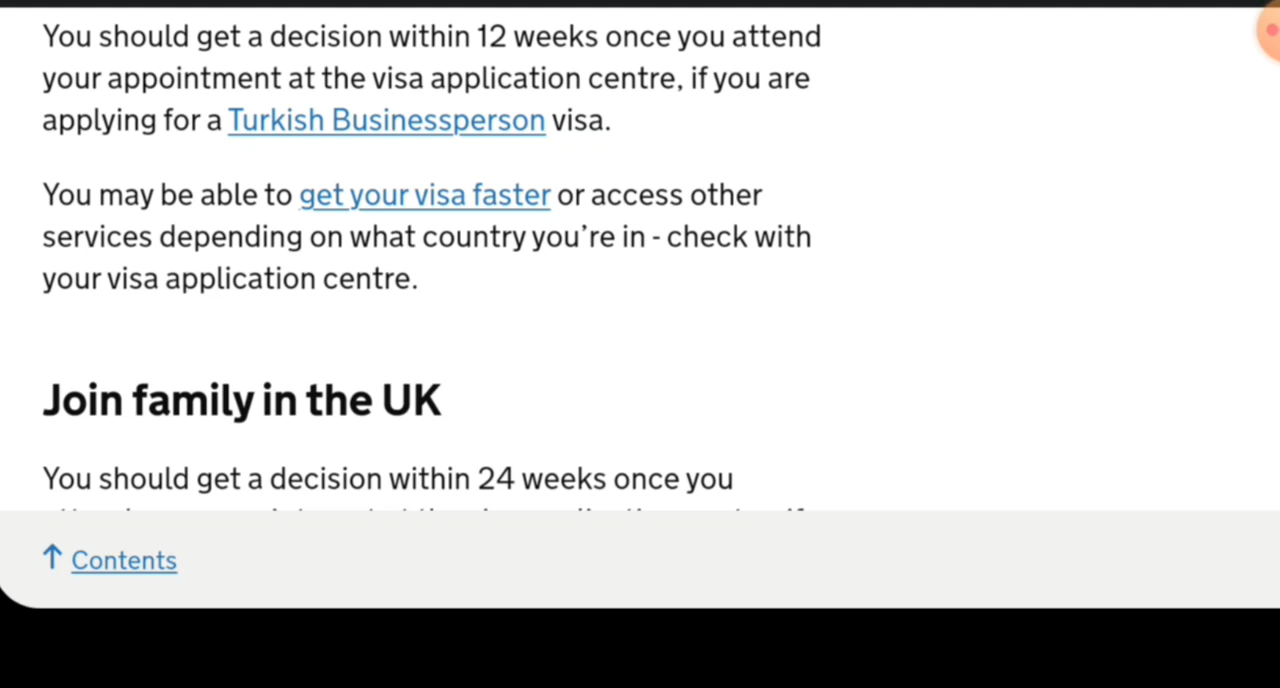 You should get a decision within 12 weeks once you attend
your appointment at the visa application centre, if you are
applying for a Turkish Businessperson visa.
You may be able to get your visa faster or access other
services depending on what country you’re in - check with
your visa application centre.
Join family in the UK
You should get a decision within 24 weeks once you
↑ Contents